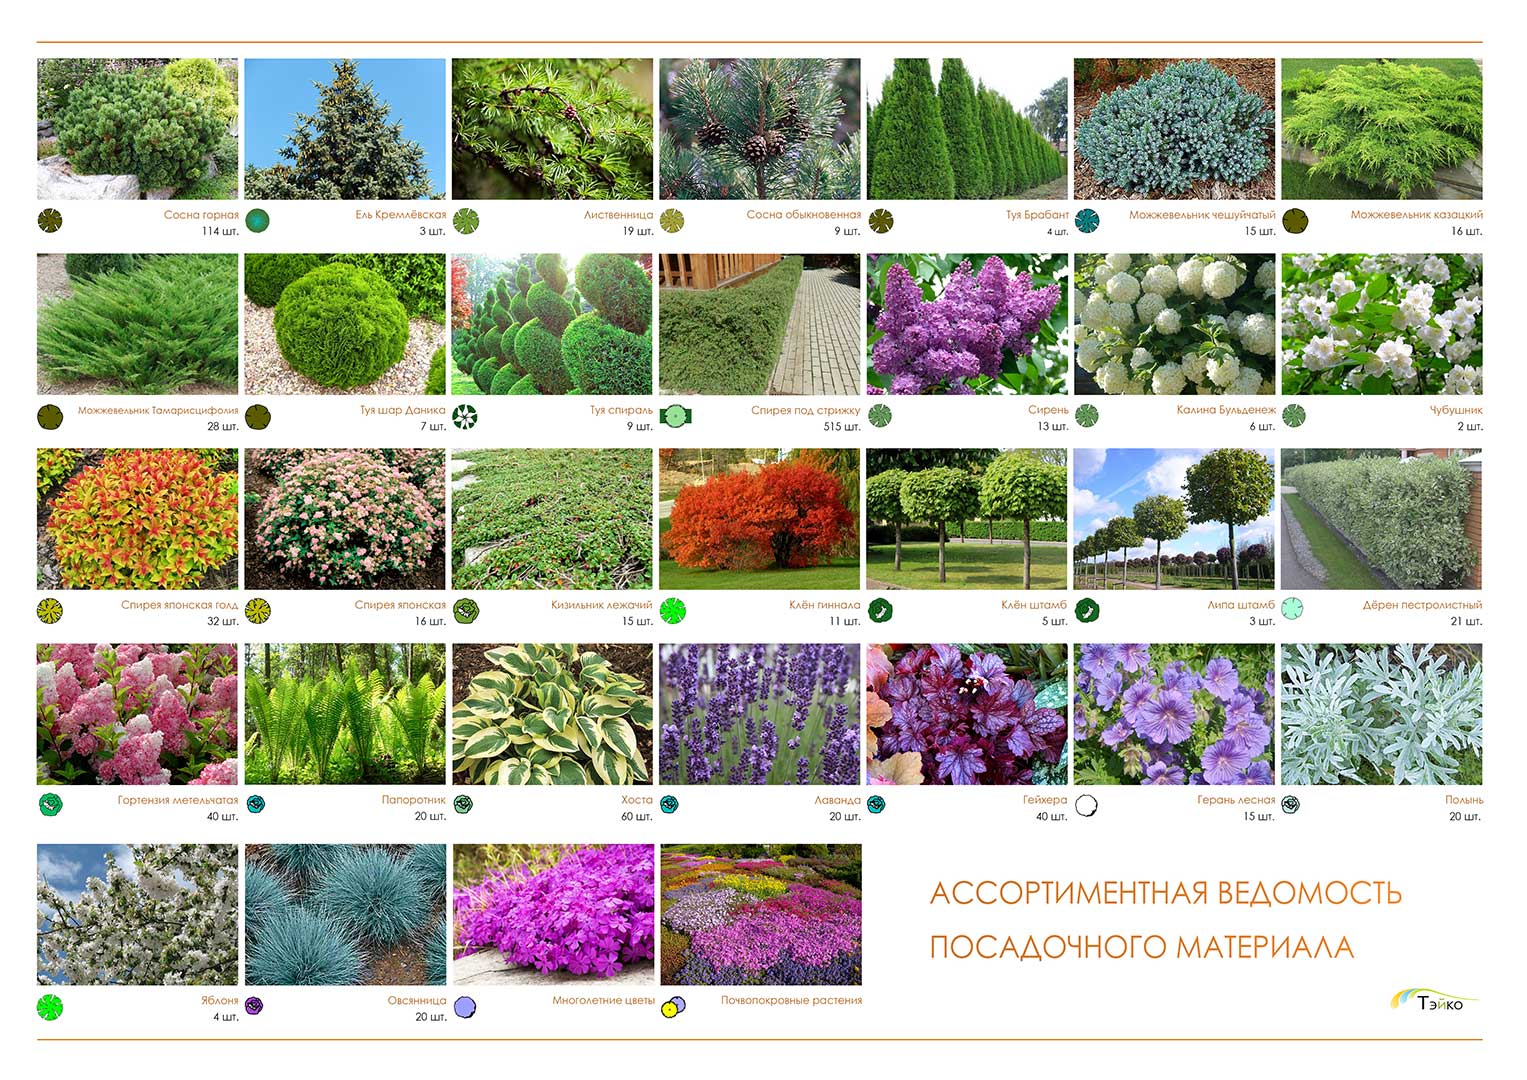 Сосна горная
114 шт.
Ель Кремлёвская
3 шт.
Лиственница
19 шт.
Сосна обыкновенная
9 шт.
Туя Брабант
4 шт.
Можжевельник чешуйчатый
15 шт.
Можжевельник казацкий
16 шт.
Можжевельник Тамарисцифолия
28 шт.
Туя шар Даника
7 шт.
Туя спираль
9 шт.
Спирея под стрижку
515 шт.
Сирень
13 шт.
Калина Бульденеж
6 шт.
Чубушник
2 шт.
Спирея японская голд
32 шт.
Спирея японская
16 шт.
Кизильник лежачий
15 шт.
Клён гиннала
11 шт.
Клён штамб
5 шт.
Липа штамб
3 шт.
Дёрен пестролистный
21 шт.
Гортензия метельчатая
40 шт.
Папоротник
20 шт.
Хоста
60 шт.
Лаванда
20 шт.
Гейхера
40 шт.
Герань лесная
15 шт.
Полынь
20 шт.
Яблоня
4 шт.
Овсянница
20 шт.
Многолетние цветы
Почвопокровные растения
АССОРТИМЕНТНАЯ ВЕДОМОСТЬ
ПОСАДОЧНОГО МАТЕРИАЛА
Тэйко